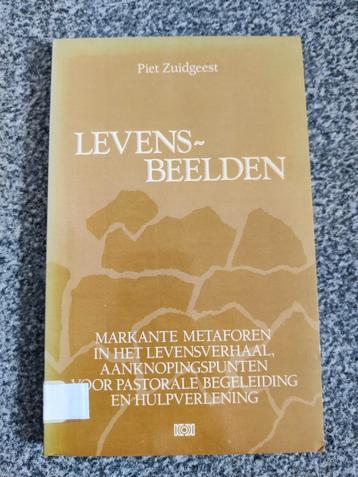 Piet Zuidgeest
LEVENS~
BEELDEN
MARKANTE METAFOREN
IN HET LEVENSVERHAAL,
AANKNOPINGSPUNTEN
VOOR PASTORALE BEGELEIDING
EN HULPVERLENING